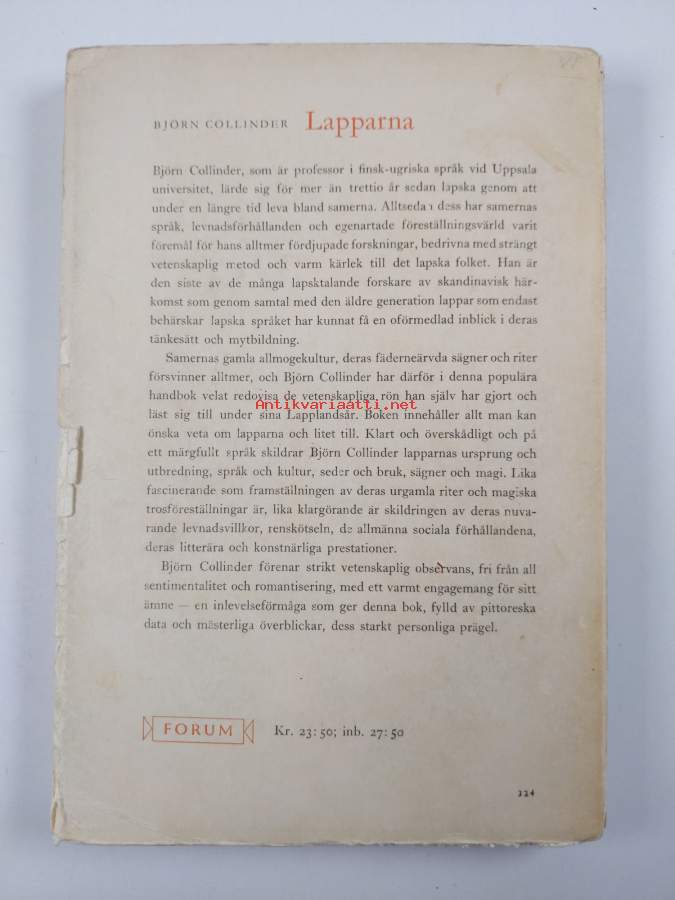 BJÖRN COLLINDER Lapparna
Björn Collinder, som är professor i finsk-ugriska språk vid Uppsala
universitet, lärde sig för mer än trettio år sedan lapska genom att
under en längre tid leva bland samerna. Alltsedan dess har samernas
språk, levnadsförhållanden och egenartade föreställningsvärld varit
föremål för hans alltmer fördjupade forskningar, bedrivna med strängt
vetenskaplig metod och varm kärlek till det lapska folket. Han är
den siste av de många lapsktalande forskare av skandinavisk här-
komst som genom samtal med den äldre generation lappar som endast
behärskar lapska språket har kunnat få en oförmedlad inblick i deras
tänkesätt och mytbildning.
Samernas gamla allmogekultur, deras fäderneärvda sägner och riter
försvinner alltmer, och Björn Collinder har därför i denna populära
handbok velat redovisa de vetenskapliga rön han själv har gjort och
läst sig till under sina Lapplandsår. Boken innehåller allt man kan
Antikvariaatti.net
önska veta om lapparna och litet till. Klart och överskådligt och på
ett märgfullt språk skildrar Björn Collinder lapparnas ursprung och
utbredning, språk och kultur, seder och bruk, sägner och magi. Lika
fascinerande som framställningen av deras urgamla riter och magiska
trosföreställningar är, lika klargörande är skildringen av deras nuva-
rande levnadsvillkor, renskötseln, de allmänna sociala förhållandena,
deras litterära och konstnärliga prestationer.
Björn Collinder förenar strikt vetenskaplig observans, fri från all
sentimentalitet och romantisering, med ett varmt engagemang för sitt
ämne – en inlevelseförmåga som ger denna bok, fylld av pittoreska
data och mästerliga överblickar, dess starkt personliga prägel.
FORUM Kr. 23:50; inb. 27:50
324